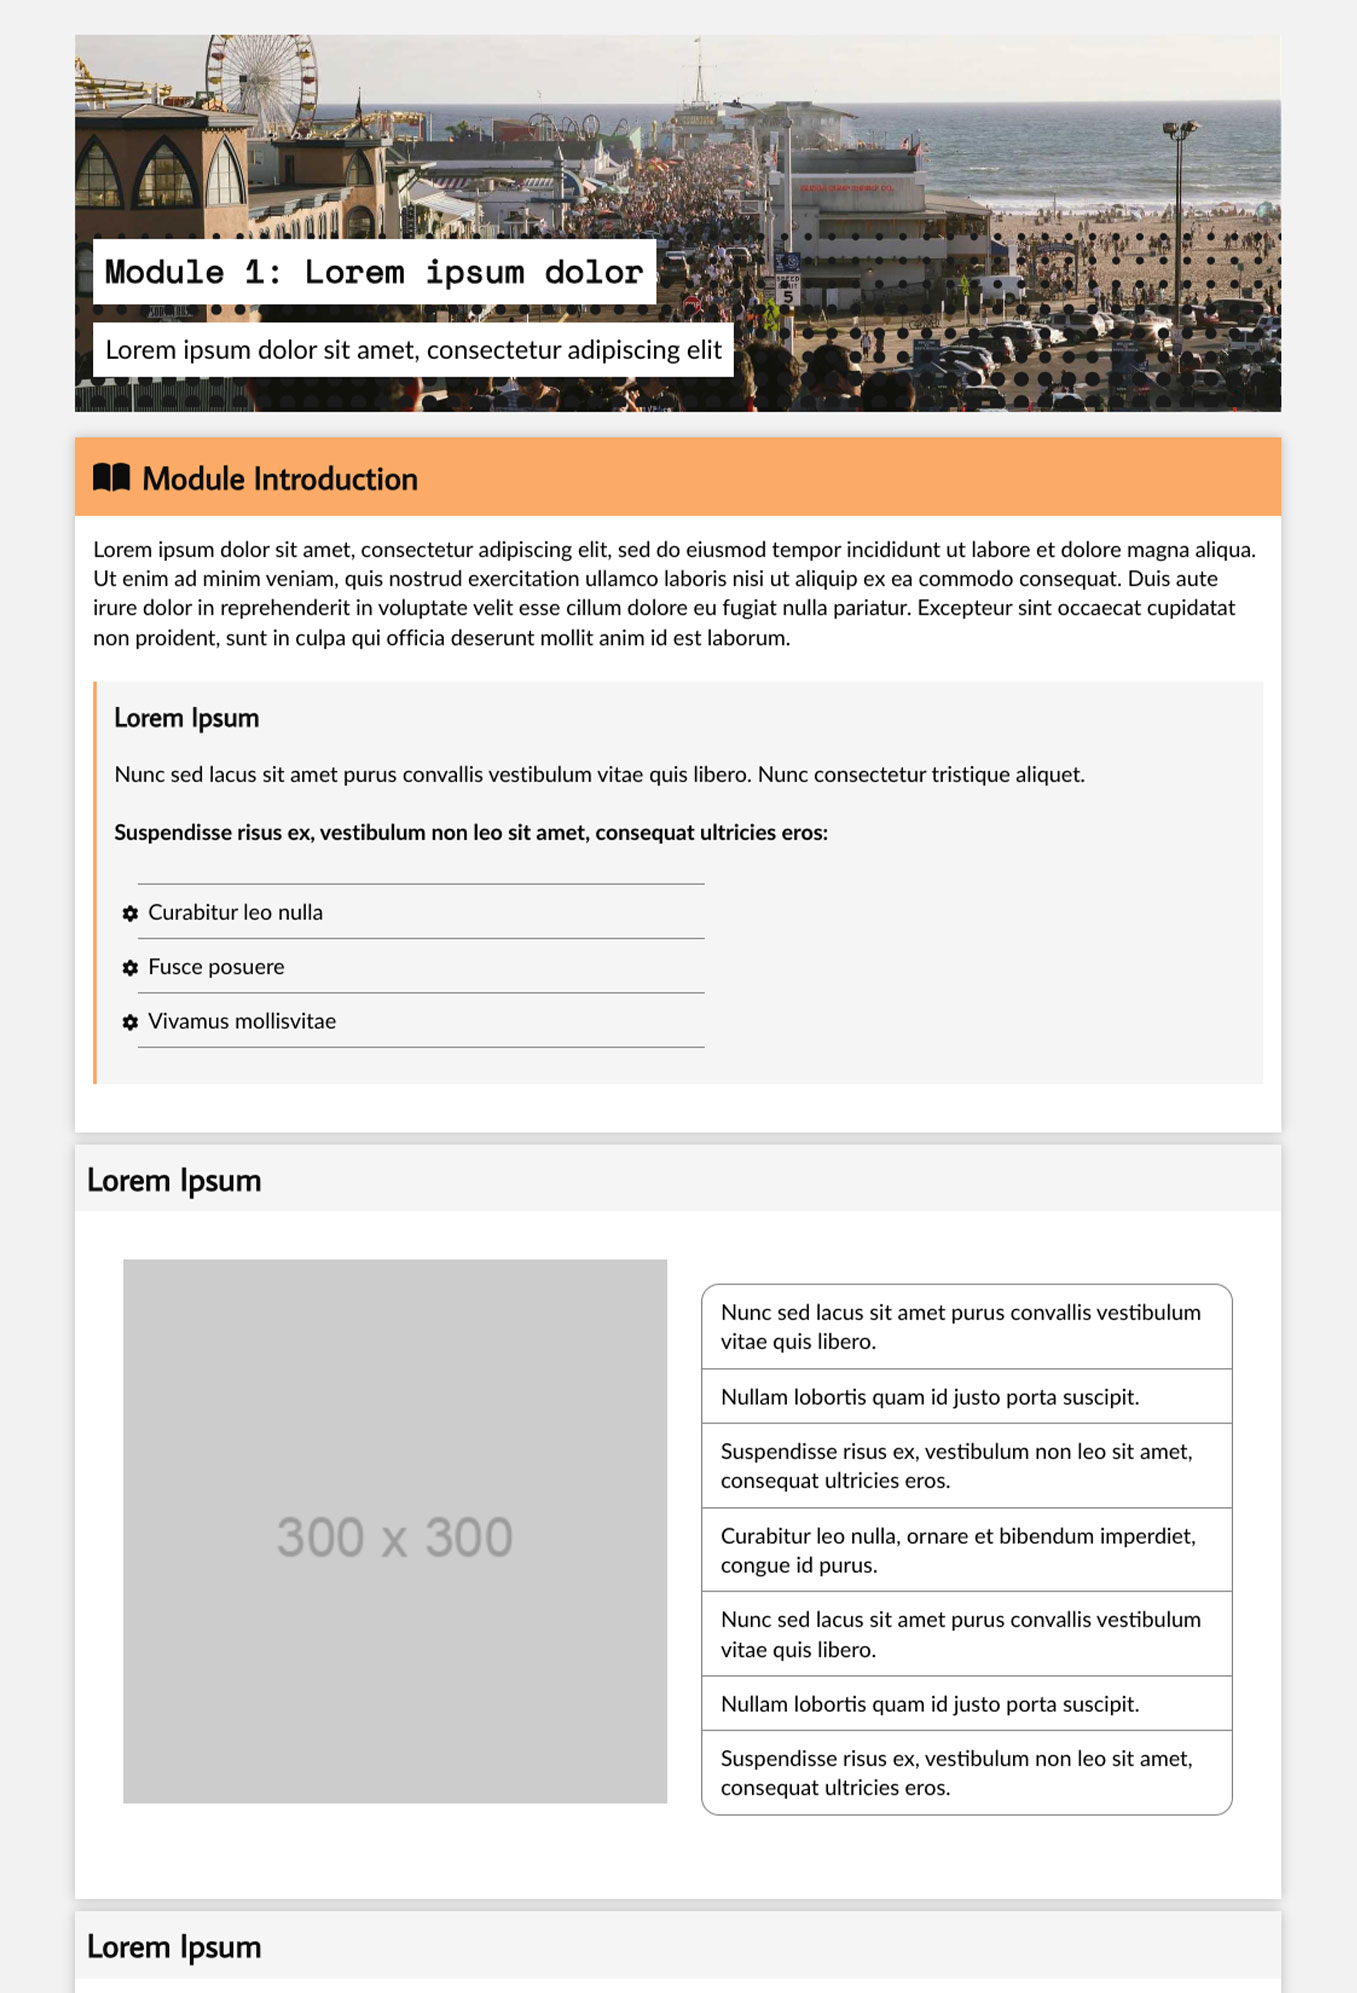 Module 1: Lorem ipsum dolor
5
Lorem ipsum dolor sit amet, consectetur adipiscing elit
Module Introduction
Lorem ipsum dolor sit amet, consectetur adipiscing elit, sed do eiusmod tempor incididunt ut labore et dolore magna aliqua.
Ut enim ad minim veniam, quis nostrud exercitation ullamco laboris nisi ut aliquip ex ea commodo consequat. Duis aute
irure dolor in reprehenderit in voluptate velit esse cillum dolore eu fugiat nulla pariatur. Excepteur sint occaecat cupidatat
non proident, sunt in culpa qui officia deserunt mollit anim id est laborum.
Lorem Ipsum
Nunc sed lacus sit amet purus convallis vestibulum vitae quis libero. Nunc consectetur tristique aliquet.
Suspendisse risus ex, vestibulum non leo sit amet, consequat ultricies eros:
Curabitur leo nulla
Fusce posuere
Vivamus mollisvitae
Lorem Ipsum
300 x 300
Nunc sed lacus sit amet purus convallis vestibulum
vitae quis libero.
Nullam lobortis quam id justo porta suscipit.
Suspendisse risus ex, vestibulum non leo sit amet,
consequat ultricies eros.
Curabitur leo nulla, ornare et bibendum imperdiet,
congue id purus.
Nunc sed lacus sit amet purus convallis vestibulum
vitae quis libero.
Nullam lobortis quam id justo porta suscipit.
Suspendisse risus ex, vestibulum non leo sit amet,
consequat ultricies eros.
Lorem Ipsum